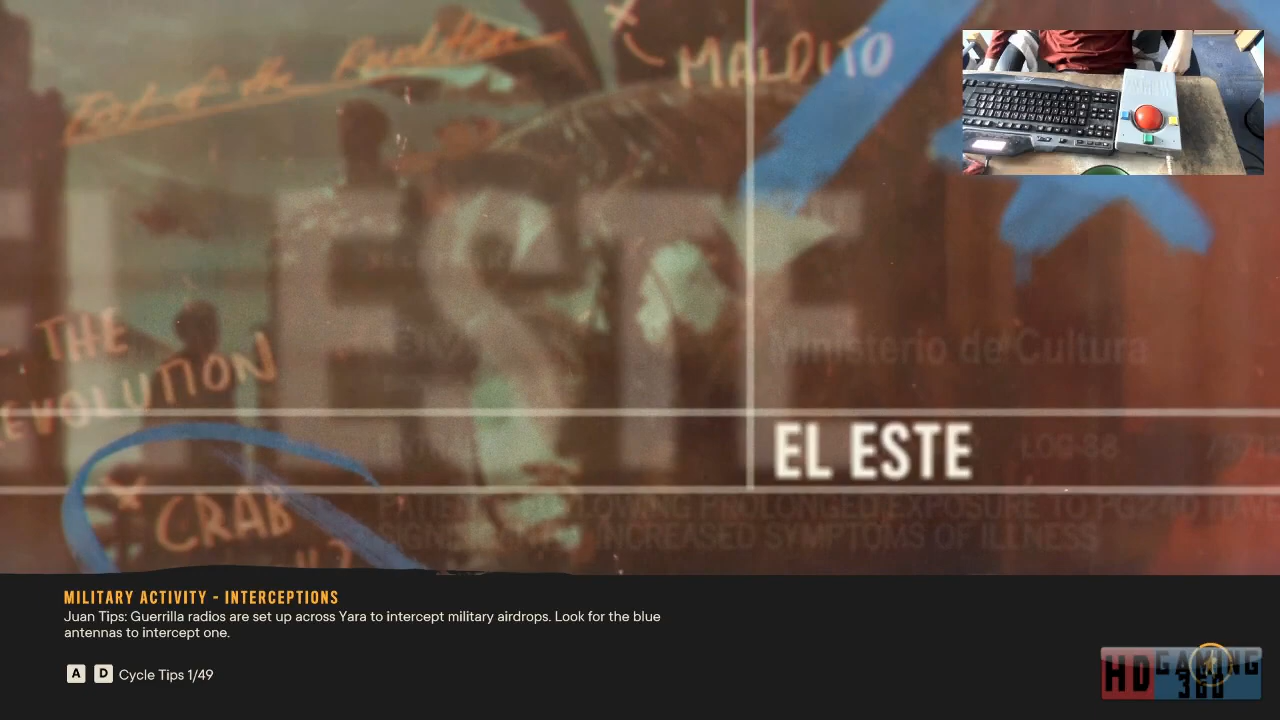 MALDITO
THE
EVOLUTION
CRAB
EL ESTE
Ministerio de Cultura
EL ESTE
LOG-88
INCREASED SYMPTOMS OF ILLNESS
MILITARY ACTIVITY - INTERCEPTIONS
Juan Tips: Guerrilla radios are set up across Yara to intercept military airdrops. Look for the blue
antennas to intercept one.
A D Cycle Tips 1/49
HD GAMING
360